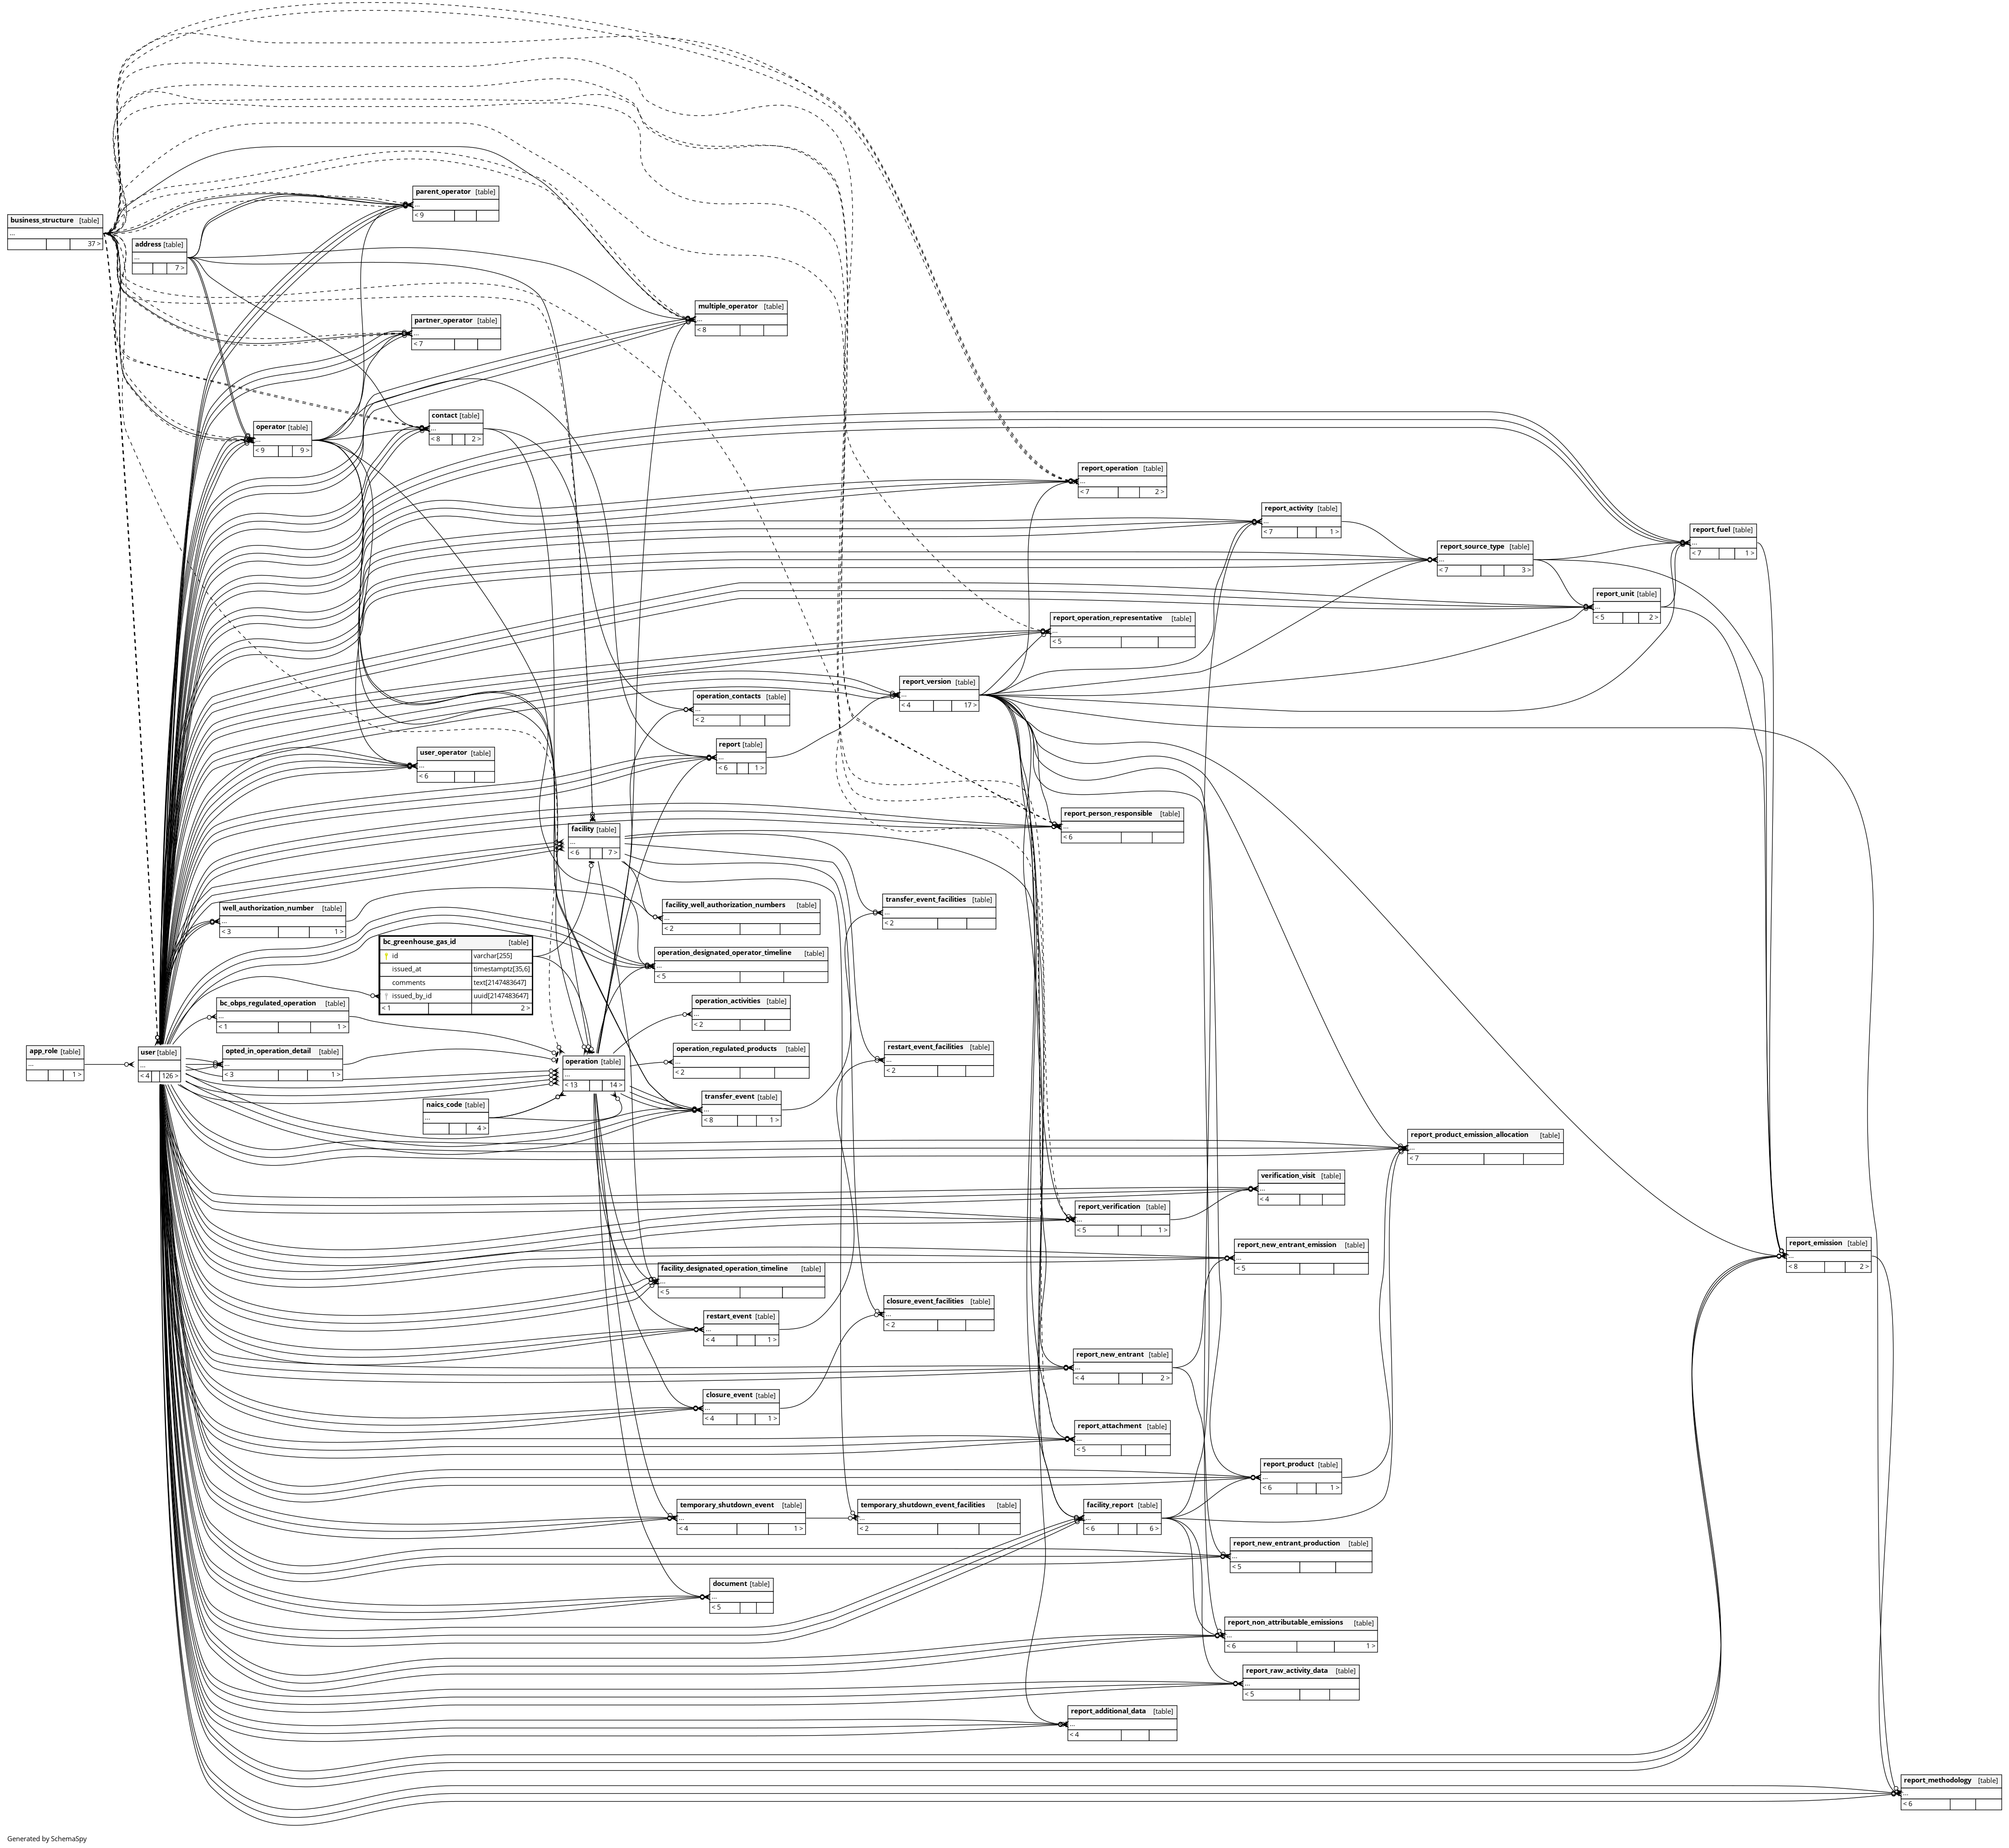 parent_operator [table]
...
< 9
business_structure [table]
...
37 >
address [table]
...
7 >
multiple_operator [table]
...
< 8
partner_operator [table]
...
< 7
contact [table]
...
< 8 2 >
operator [table]
...
< 9 9 >
report_operation [table]
...
< 7 2 >
report_activity [table]
...
< 7 1 >
report_fuel [table]
...
< 7 1 >
report_source_type [table]
...
< 7 3 >
report_unit [table]
...
< 5 2 >
report_operation_representative [table]
...
< 5
report_version [table]
...
< 4 17 >
operation_contacts [table]
...
< 2
report [table]
...
< 6 1 >
user_operator [table]
...
< 6
report_person_responsible [table]
...
< 6
facility [table]
...
< 6 7 >
transfer_event_facilities [table]
...
< 2
facility_well_authorization_numbers [table]
...
< 2
well_authorization_number [table]
...
< 3 1 >
bc_greenhouse_gas_id [table]
id varchar[255]
issued_at timestamptz[35,6]
comments text[2147483647]
issued_by_id uuid[2147483647]
< 1 2 >
operation_designated_operator_timeline [table]
...
< 5
bc_obps_regulated_operation [table]
...
< 1 1 >
operation_activities [table]
...
< 2
app_role [table]
...
1 >
user [table]
...
< 4 126 >
opted_in_operation_detail [table]
...
< 3 1 >
operation [table]
...
< 13 14 >
operation_regulated_products [table]
...
< 2
restart_event_facilities [table]
...
< 2
naics_code [table]
...
4 >
transfer_event [table]
...
< 8 1 >
report_product_emission_allocation [table]
...
< 7
verification_visit [table]
...
< 4
report_verification [table]
...
< 5 1 >
report_new_entrant_emission [table]
...
< 5
report_emission [table]
...
< 8 2 >
facility_designated_operation_timeline [table]
...
< 5
closure_event_facilities [table]
...
< 2
restart_event [table]
...
< 4 1 >
report_new_entrant [table]
...
< 4 2 >
closure_event [table]
...
< 4 1 >
report_attachment [table]
...
< 5
report_product [table]
...
< 6 1 >
temporary_shutdown_event [table]
...
< 4 1 >
temporary_shutdown_event_facilities [table]
...
< 2
facility_report [table]
...
< 6 6 >
report_new_entrant_production [table]
...
< 5
document [table]
...
< 5
report_non_attributable_emissions [table]
...
< 6 1 >
report_raw_activity_data [table]
...
< 5
report_additional_data [table]
...
< 4
report_methodology [table]
...
< 6
Generated by SchemaSpy